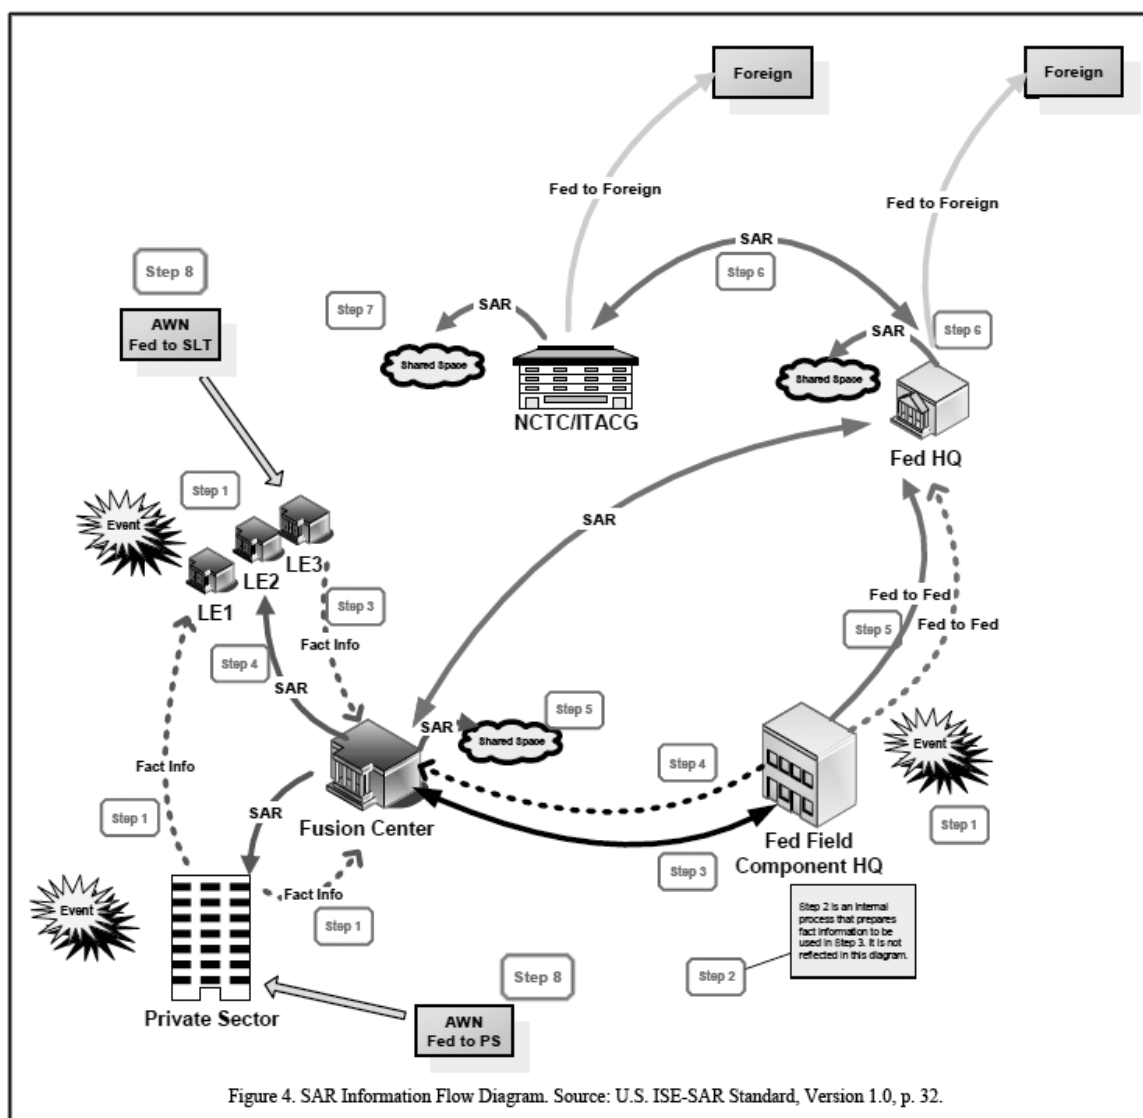 Foreign
Foreign
Fed to Foreign
Fed to Foreign
SAR
Step 8
Step 6
Step 7
SAR
AWN
Fed to SLT
SAR
Step 6
Shared Space
Shared Space
NCTC/ITACG
Fed HQ
Step 1
Event
SAR
LE3
LE2
LE1
Step 3
Fed to Fed
Step 5
Fed to Fed
Fact Info
Step 4
SAR
Step 5
SAR
Shared Space
Event
Fact Info
Step 4
Step 1
SAR
Fusion Center
Step 1
Fed Field
Component HQ
Step 3
Fact Info
Event
Step 1
Step 2 is an internal
process that prepares
fact information to be
used in Step 3. It is not
reflected in this diagram.
Step 2
Step 8
Private Sector
AWN
Fed to PS
Figure 4. SAR Information Flow Diagram. Source: U.S. ISE-SAR Standard, Version 1.0, p. 32.